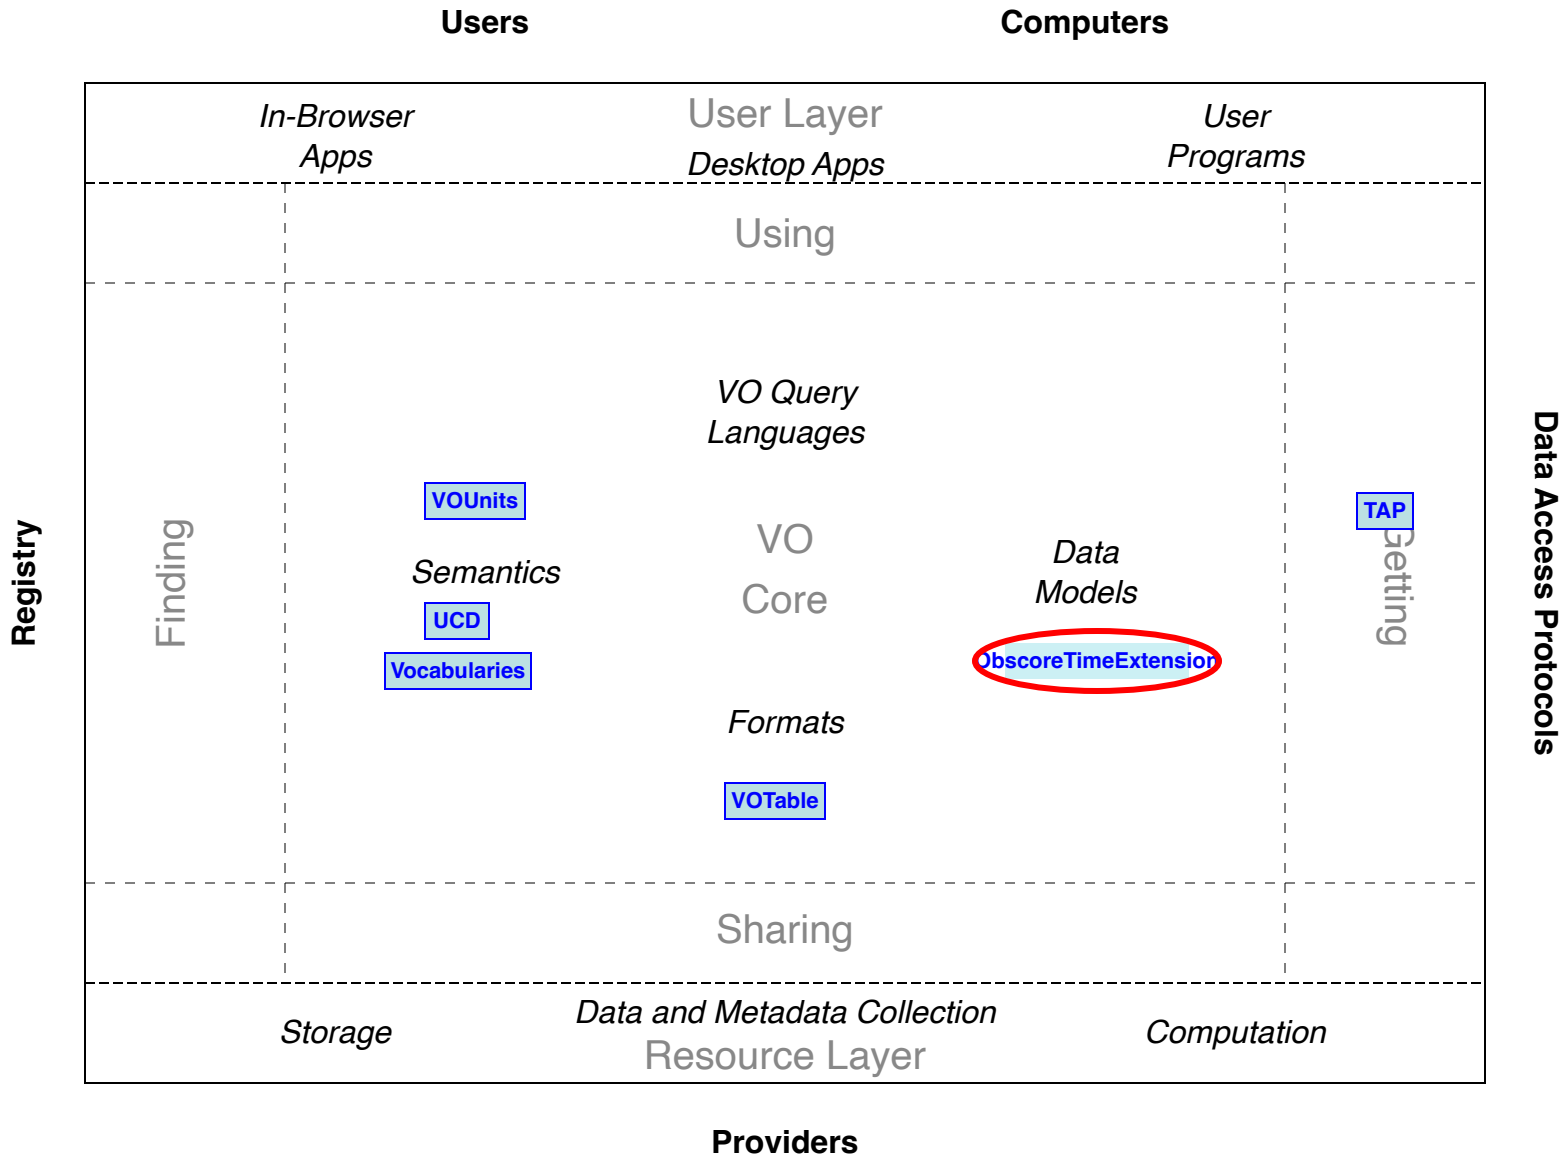 Users
Computers
In-Browser
Apps
User Layer
Desktop Apps
User
Programs
Using
VO Query
Languages
Registry
Finding
VOUnits
Semantics
UCD
Vocabularies
VO
Core
Data
Models
ObscoreTimeExtension
TAP
Getting
Data Access Protocols
Formats
VOTable
Sharing
Storage
Data and Metadata Collection
Computation
Resource Layer
Providers